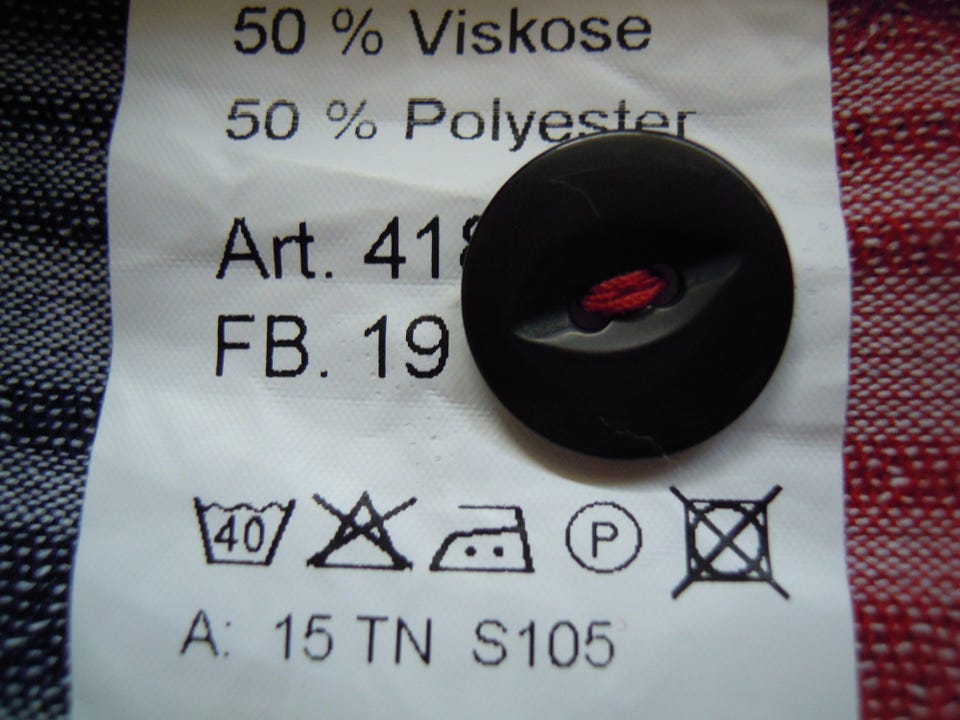 50 % Viskose
50 % Polyester
Art. 41
FB. 19
40 P
A: 15 TN S105